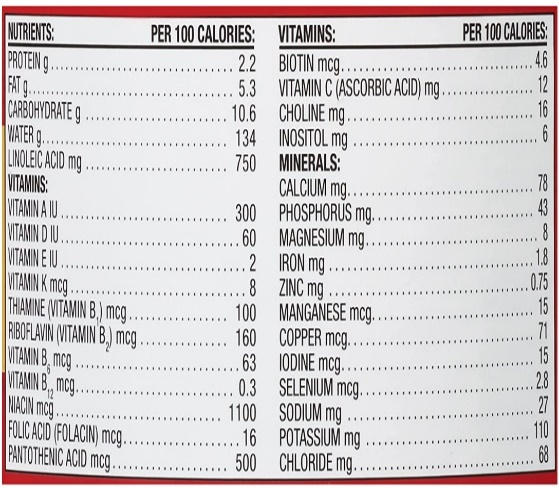 NUTRIENTS: PER 100 CALORIES:
PROTEIN g 2.2
FAT g 5.3
CARBOHYDRATE g 10.6
WATER g 134
LINOLEIC ACID mg 750
VITAMINS:
VITAMIN A IU 300
VITAMIN D IU 60
VITAMIN E IU 2
VITAMIN K mcg 8
THIAMINE (VITAMIN B1) mcg 100
RIBOFLAVIN (VITAMIN B2) mcg 160
VITAMIN B6 mcg 63
VITAMIN B12 mcg 0.3
NIACIN mcg 1100
FOLIC ACID (FOLACIN) mcg 16
PANTOTHENIC ACID mcg 500
VITAMINS: PER 100 CALORIES:
BIOTIN mcg 4.6
VITAMIN C (ASCORBIC ACID) mg 12
CHOLINE mg 16
INOSITOL mg 6
MINERALS:
CALCIUM mg 78
PHOSPHORUS mg 43
MAGNESIUM mg 8
IRON mg 1.8
ZINC mg 0.75
MANGANESE mcg 15
COPPER mcg 71
IODINE mcg 15
SELENIUM mcg 2.8
SODIUM mg 27
POTASSIUM mg 110
CHLORIDE mg 68